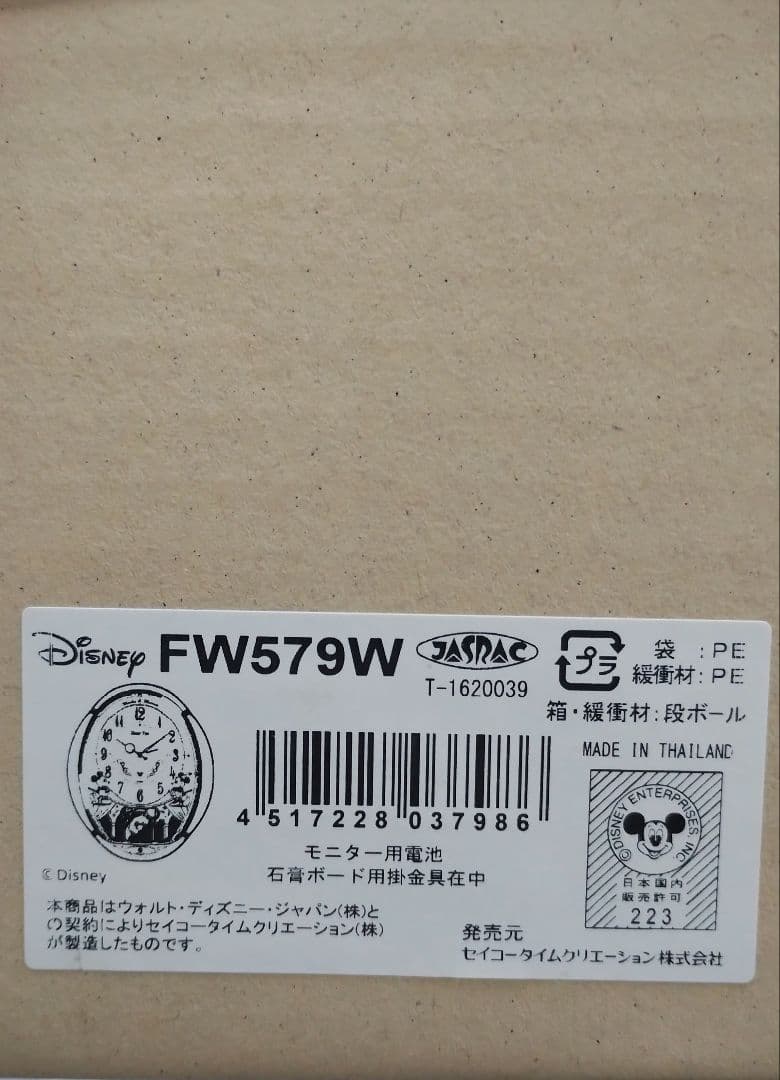 Disney FW579W
JASRAC
T-1620039
プラ
袋 : PE
緩衝材: PE
箱・緩衝材: 段ボール
MADE IN THAILAND
4 517228 037986
モニター用電池
石膏ボード用掛金具在中
© Disney
本商品はウォルト・ディズニー・ジャパン(株)と
の契約によりセイコータイムクリエーション(株)
が製造したものです。
©DISNEY ENTERPRISES, INC.
日本国内
販売許可
223
発売元
セイコータイムクリエーション株式会社